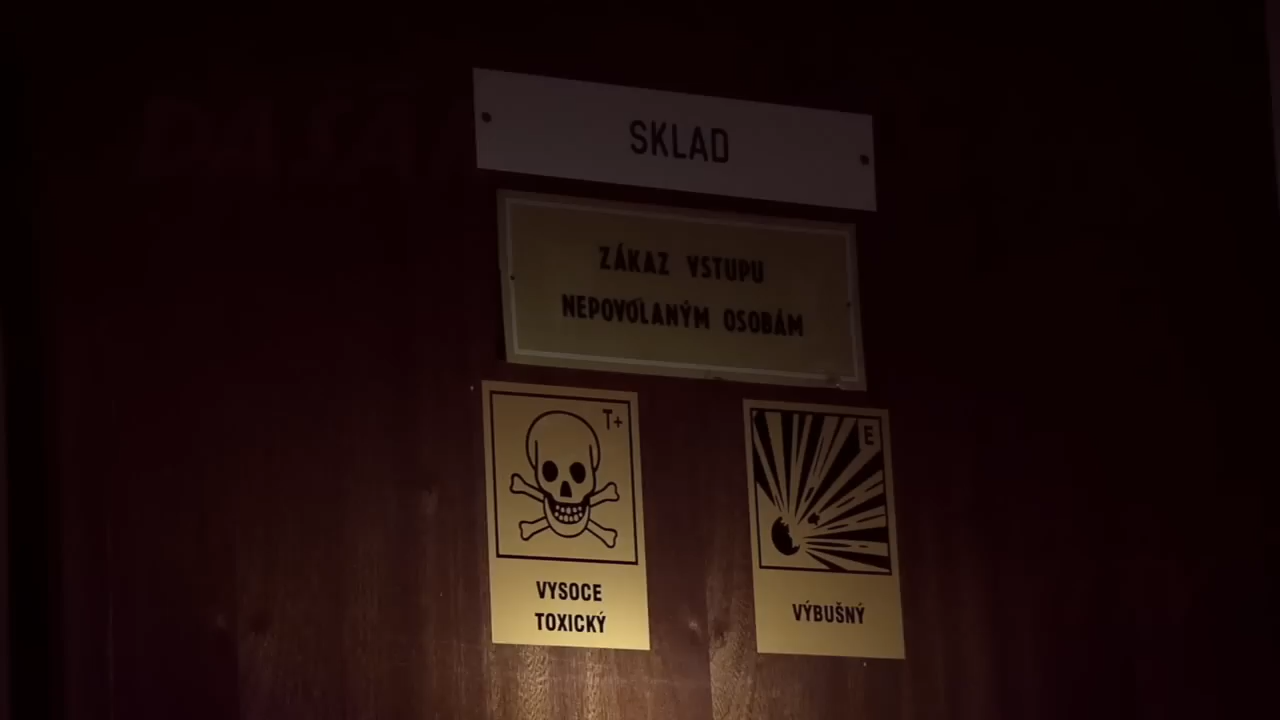 SKLAD
ZÁKAZ VSTUPU
NEPOVOLANÝM OSOBÁM
T+
E
VYSOCE
TOXICKÝ
VÝBUŠNÝ